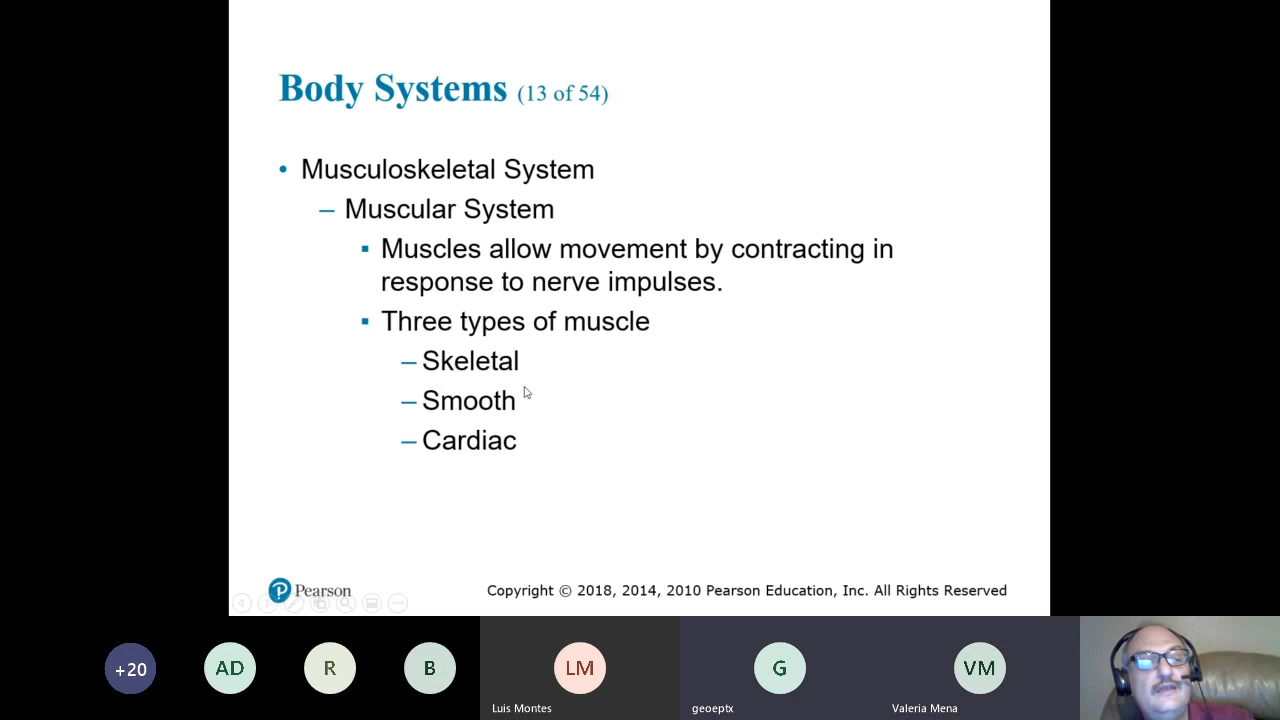 Body Systems (13 of 54)
• Musculoskeletal System
– Muscular System
▪ Muscles allow movement by contracting in
response to nerve impulses.
▪ Three types of muscle
– Skeletal
– Smooth
– Cardiac
Pearson
Copyright © 2018, 2014, 2010 Pearson Education, Inc. All Rights Reserved
+20 AD R B LM G VM
Luis Montes geoeptx Valeria Mena